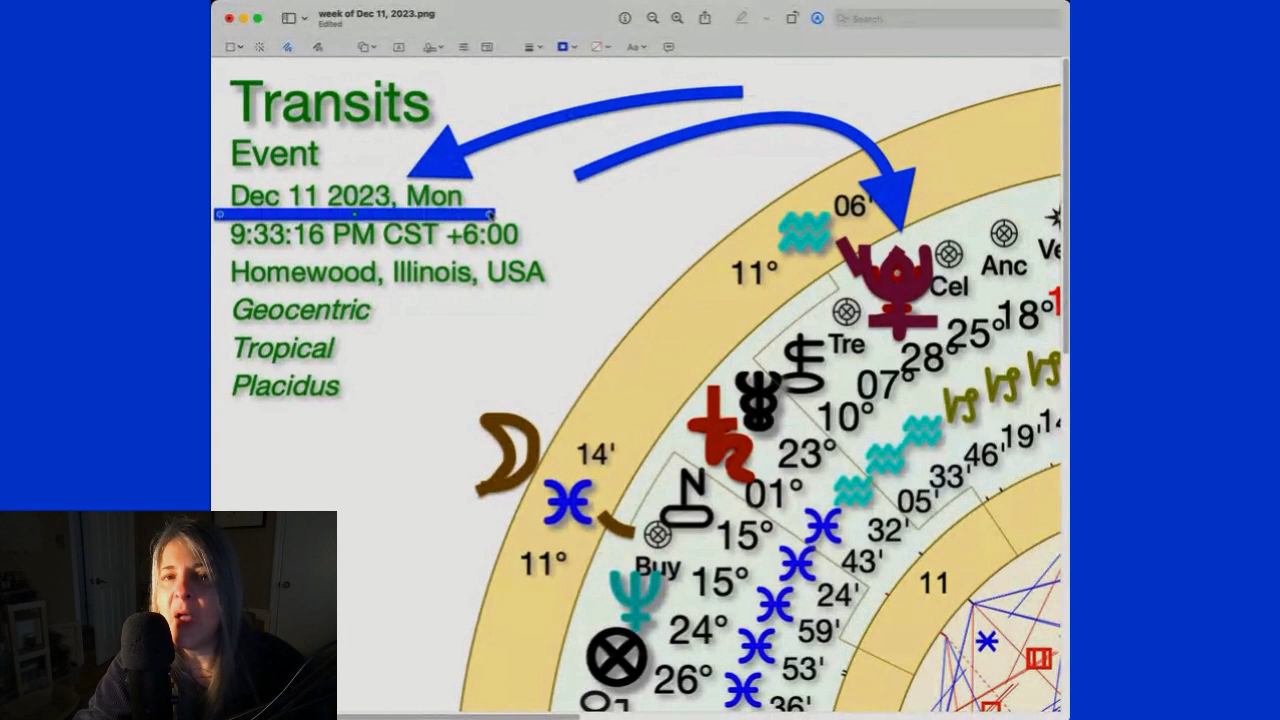 week of Dec 11, 2023.png
Edited
Search
Aa
Transits
Event
Dec 11 2023, Mon
9:33:16 PM CST +6:00
Homewood, Illinois, USA
Geocentric
Tropical
Placidus
06'
11°
Cel
Anc
Tre
18°
25°
28°
07°
10°
23°
01°
15°
15°
24°
26°
14'
11°
Buy
19'
46'
33'
05'
32'
43'
24'
59'
53'
36'
11